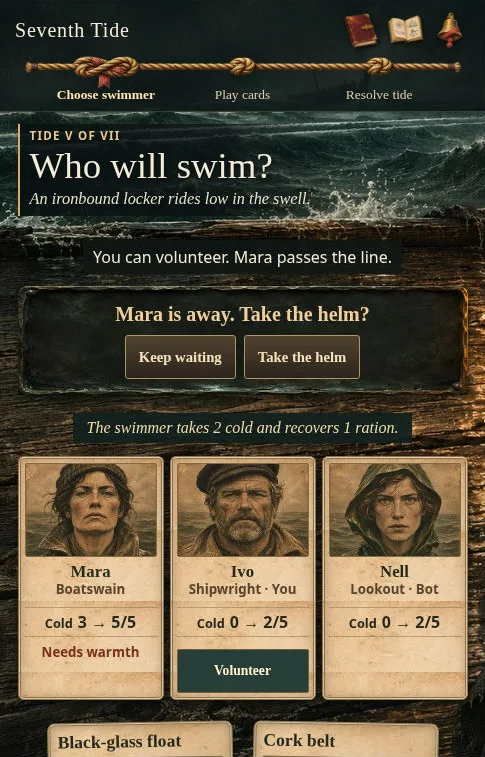 Seventh Tide
Choose swimmer
Play cards
Resolve tide
TIDE V OF VII
Who will swim?
An ironbound locker rides low in the swell.
You can volunteer. Mara passes the line.
Mara is away. Take the helm?
Keep waiting
Take the helm
The swimmer takes 2 cold and recovers 1 ration.
Mara
Boatswain
Cold 3 → 5/5
Needs warmth
Ivo
Shipwright · You
Cold 0 → 2/5
Volunteer
Nell
Lookout · Bot
Cold 0 → 2/5
Black-glass float
Cork belt